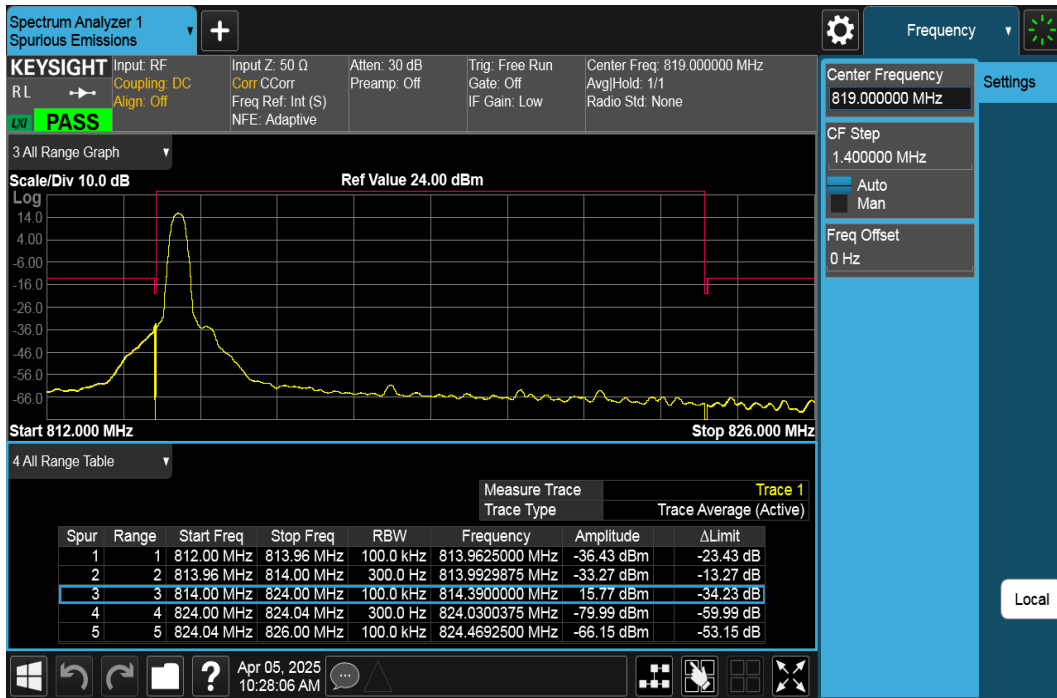 Spectrum Analyzer 1
Spurious Emissions
Frequency
KEYSIGHT
RL
LXI PASS
Input: RF
Coupling: DC
Align: Off
Input Z: 50 Ω
Corr CCorr
Freq Ref: Int (S)
NFE: Adaptive
Atten: 30 dB
Preamp: Off
Trig: Free Run
Gate: Off
IF Gain: Low
Center Freq: 819.000000 MHz
Avg|Hold: 1/1
Radio Std: None
Center Frequency
819.000000 MHz
Settings
CF Step
1.400000 MHz
Auto
Man
Freq Offset
0 Hz
3 All Range Graph
Scale/Div 10.0 dB Ref Value 24.00 dBm
Log
14.0
4.00
-6.00
-16.0
-26.0
-36.0
-46.0
-56.0
-66.0
Start 812.000 MHz Stop 826.000 MHz
4 All Range Table
Measure Trace Trace 1
Trace Type Trace Average (Active)
Spur Range Start Freq Stop Freq RBW Frequency Amplitude ΔLimit
1 1 812.00 MHz 813.96 MHz 100.0 kHz 813.9625000 MHz -36.43 dBm -23.43 dB
2 2 813.96 MHz 814.00 MHz 300.0 Hz 813.9929875 MHz -33.27 dBm -13.27 dB
3 3 814.00 MHz 824.00 MHz 100.0 kHz 814.3900000 MHz 15.77 dBm -34.23 dB
4 4 824.00 MHz 824.04 MHz 300.0 Hz 824.0300375 MHz -79.99 dBm -59.99 dB
5 5 824.04 MHz 826.00 MHz 100.0 kHz 824.4692500 MHz -66.15 dBm -53.15 dB
Local
?
Apr 05, 2025
10:28:06 AM